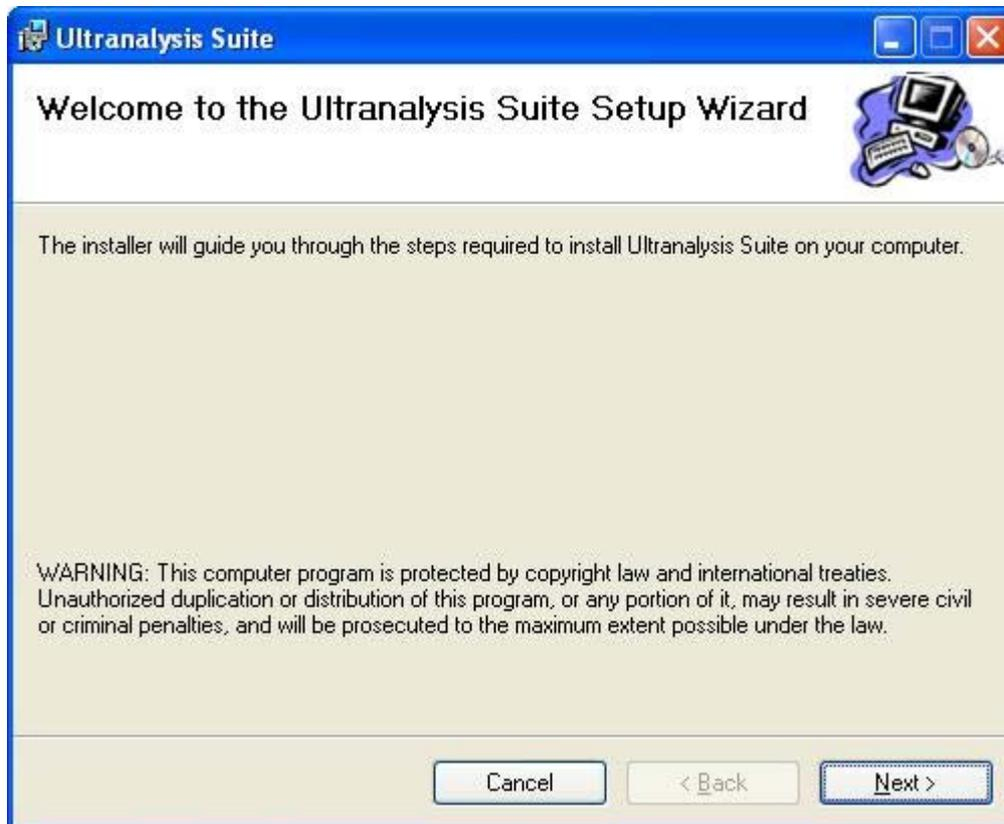 Ultranalysis Suite
Welcome to the Ultranalysis Suite Setup Wizard
The installer will guide you through the steps required to install Ultranalysis Suite on your computer.
WARNING: This computer program is protected by copyright law and international treaties.
Unauthorized duplication or distribution of this program, or any portion of it, may result in severe civil
or criminal penalties, and will be prosecuted to the maximum extent possible under the law.
Cancel
< Back
Next >